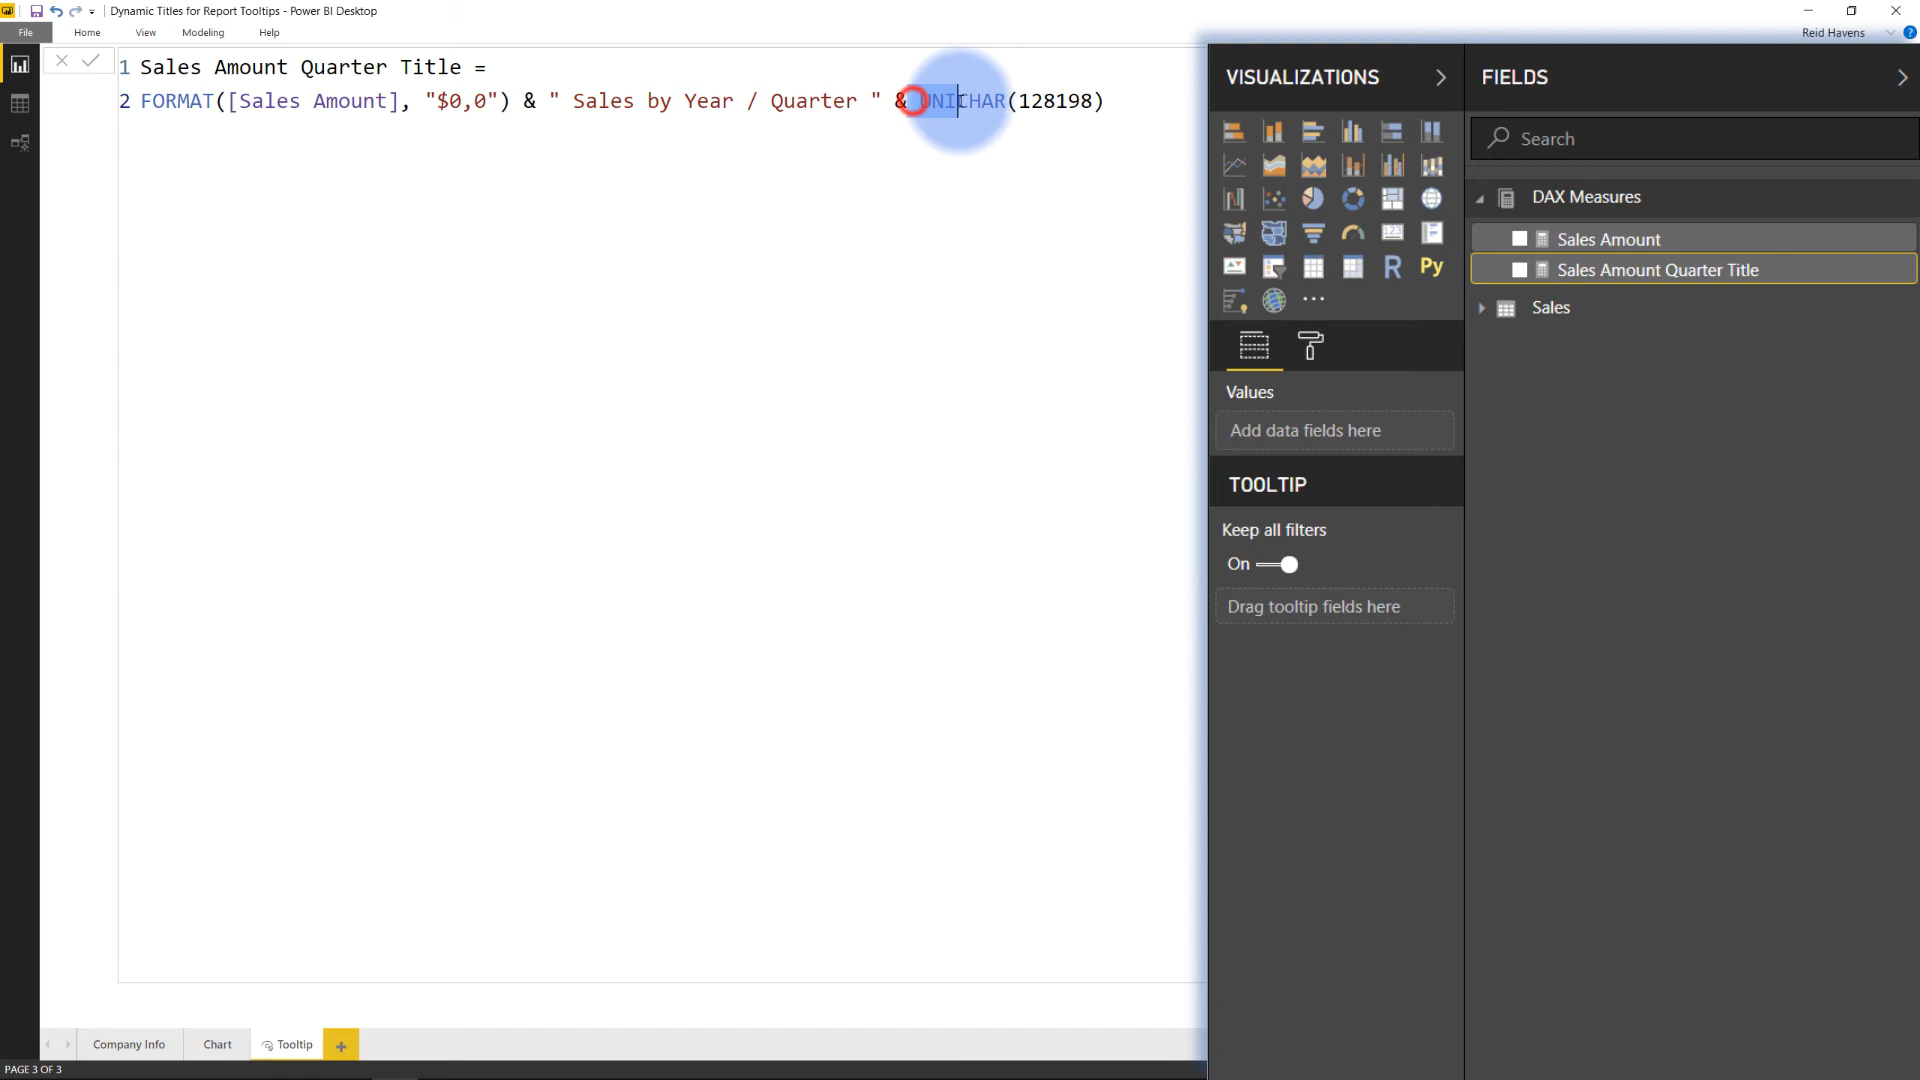 Dynamic Titles for Report Tooltips - Power BI Desktop
File Home View Modeling Help Reid Havens ?
1 Sales Amount Quarter Title =
2 FORMAT([Sales Amount], "$0,0") & " Sales by Year / Quarter " & UNICHAR(128198)
VISUALIZATIONS
R Py
Values
Add data fields here
TOOLTIP
Keep all filters
On
Drag tooltip fields here
FIELDS
Search
DAX Measures
Sales Amount
Sales Amount Quarter Title
Sales
Company Info Chart Tooltip +
PAGE 3 OF 3